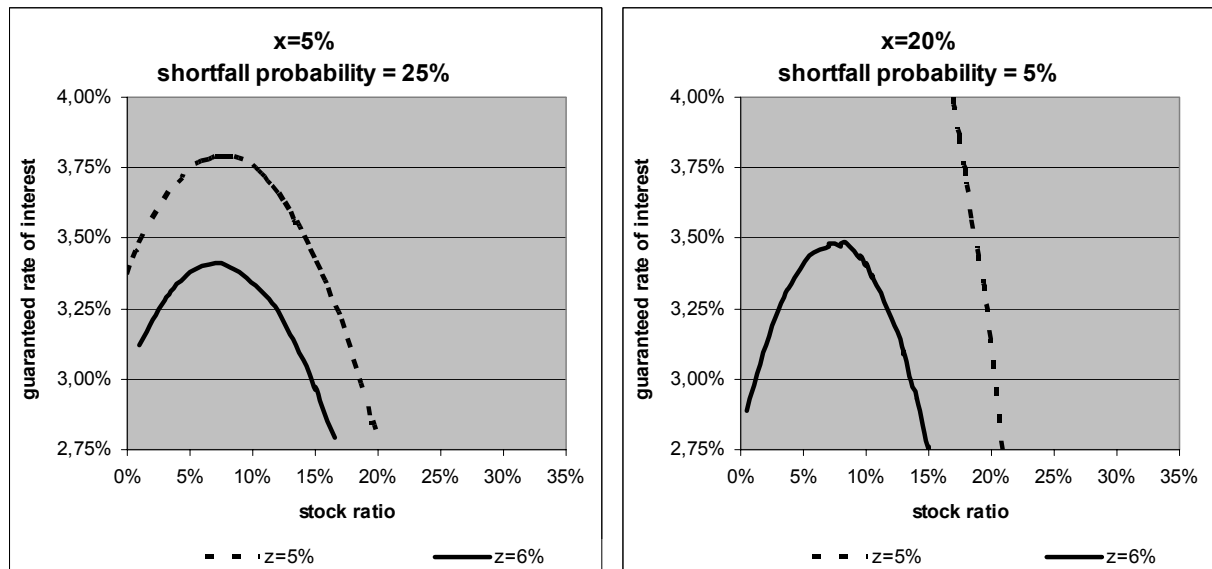 x=5%
shortfall probability = 25%
guaranteed rate of interest
4,00%
3,75%
3,50%
3,25%
3,00%
2,75%
0% 5% 10% 15% 20% 25% 30% 35%
stock ratio
z=5% z=6%
x=20%
shortfall probability = 5%
guaranteed rate of interest
4,00%
3,75%
3,50%
3,25%
3,00%
2,75%
0% 5% 10% 15% 20% 25% 30% 35%
stock ratio
z=5% z=6%